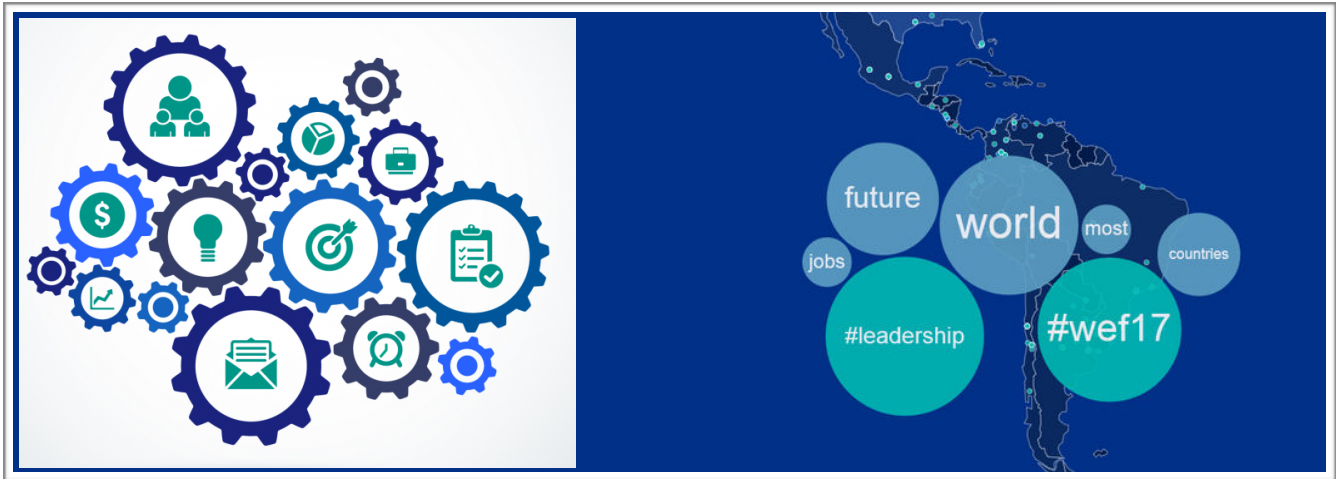 $
future
world
most
countries
jobs
#leadership
#wef17